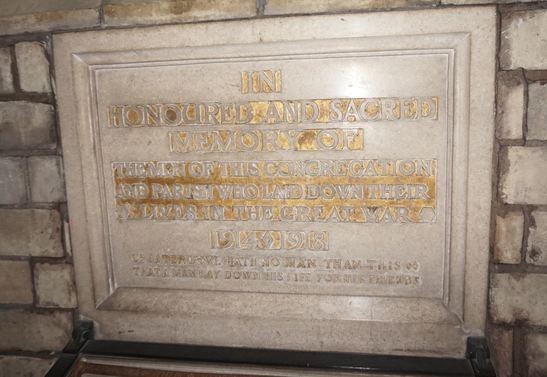 IN
HONOURED AND SACRED
MEMORY OF
THE MEN OF THIS CONGREGATION
AND PARISH WHO LAID DOWN THEIR
LIVES IN THE GREAT WAR
1914-1918
GREATER LOVE HATH NO MAN THAN THIS
THAT A MAN LAY DOWN HIS LIFE FOR HIS FRIENDS